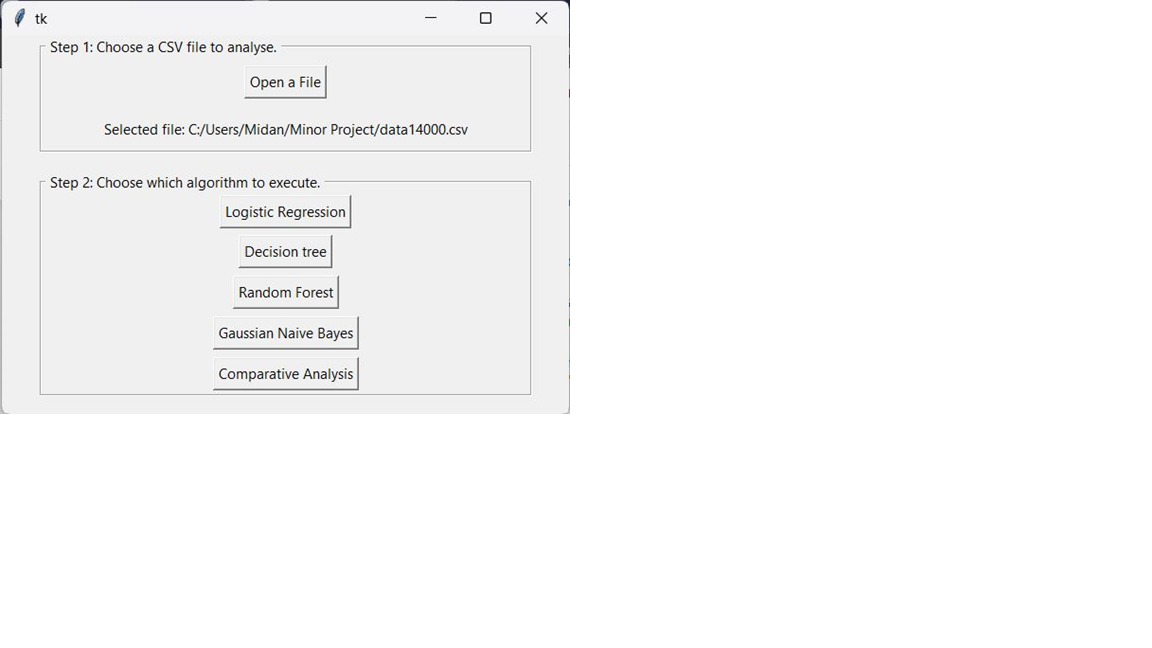 tk
Step 1: Choose a CSV file to analyse.
Open a File
Selected file: C:/Users/Midan/Minor Project/data14000.csv
Step 2: Choose which algorithm to execute.
Logistic Regression
Decision tree
Random Forest
Gaussian Naive Bayes
Comparative Analysis